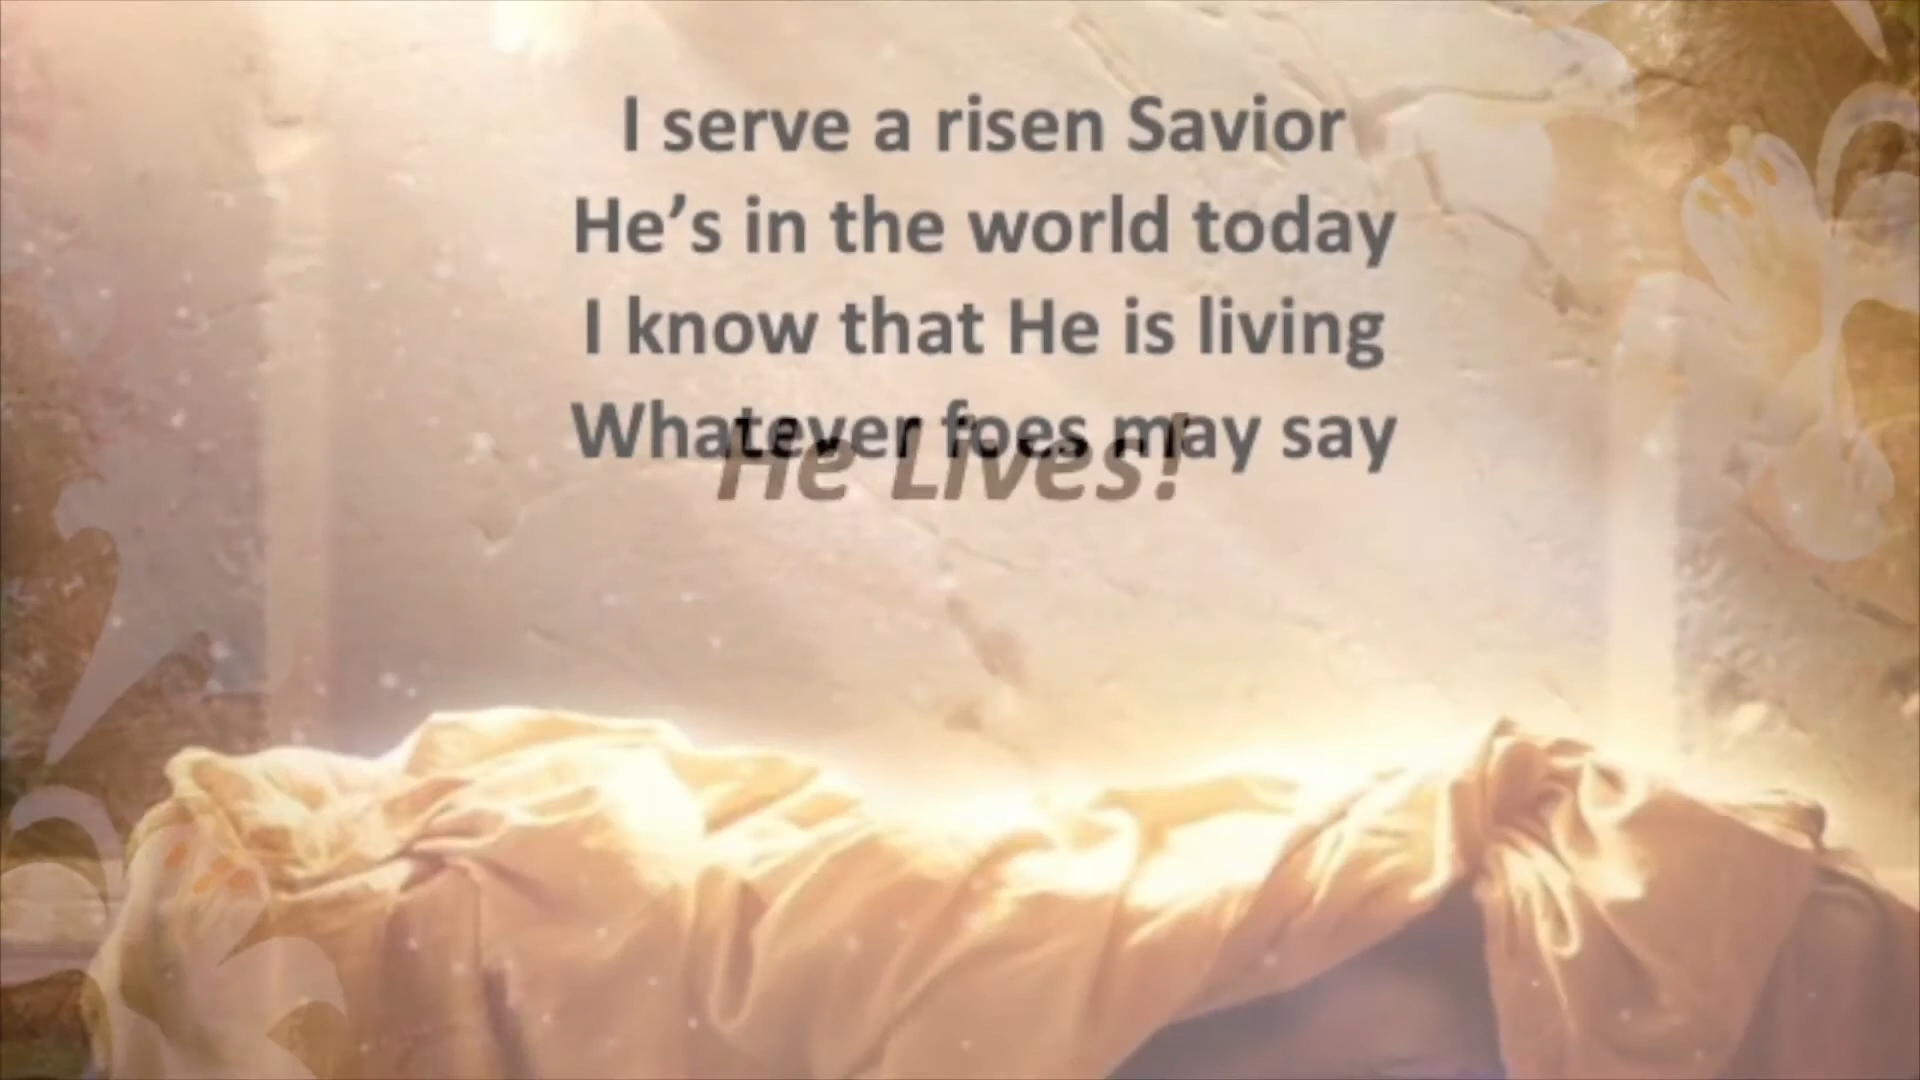 I serve a risen Savior
He’s in the world today
I know that He is living
Whatever foes may say
He Lives!